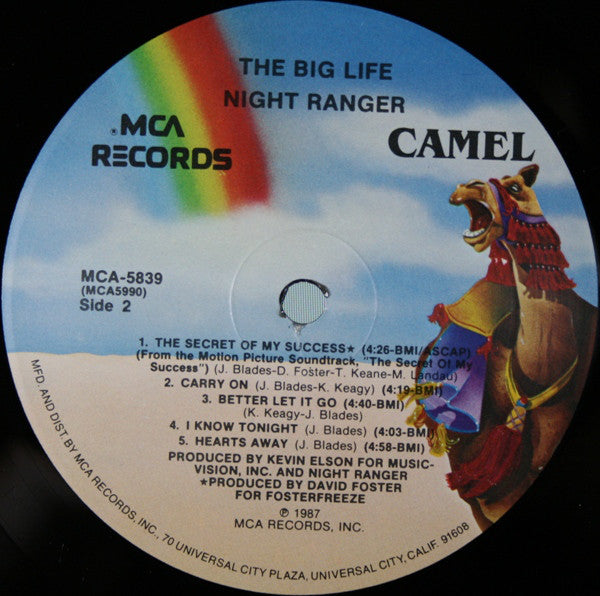 THE BIG LIFE
NIGHT RANGER
®MCA
RECORDS
CAMEL
MCA-5839
(MCA5990)
Side 2
1. THE SECRET OF MY SUCCESS★ (4:26-BMI/ASCAP)
(From the Motion Picture Soundtrack, "The Secret Of My
Success") (J. Blades-D. Foster-T. Keane-M. Landau)
2. CARRY ON (J. Blades-K. Keagy) (4:19-BMI)
3. BETTER LET IT GO (4:40-BMI)
(K. Keagy-J. Blades)
4. I KNOW TONIGHT (J. Blades) (4:03-BMI)
5. HEARTS AWAY (J. Blades) (4:58-BMI)
PRODUCED BY KEVIN ELSON FOR MUSIC-
VISION, INC. AND NIGHT RANGER
★PRODUCED BY DAVID FOSTER
FOR FOSTERFREEZE
℗ 1987
MCA RECORDS, INC.
MFD. AND DIST. BY MCA RECORDS, INC., 70 UNIVERSAL CITY PLAZA, UNIVERSAL CITY, CALIF. 91608